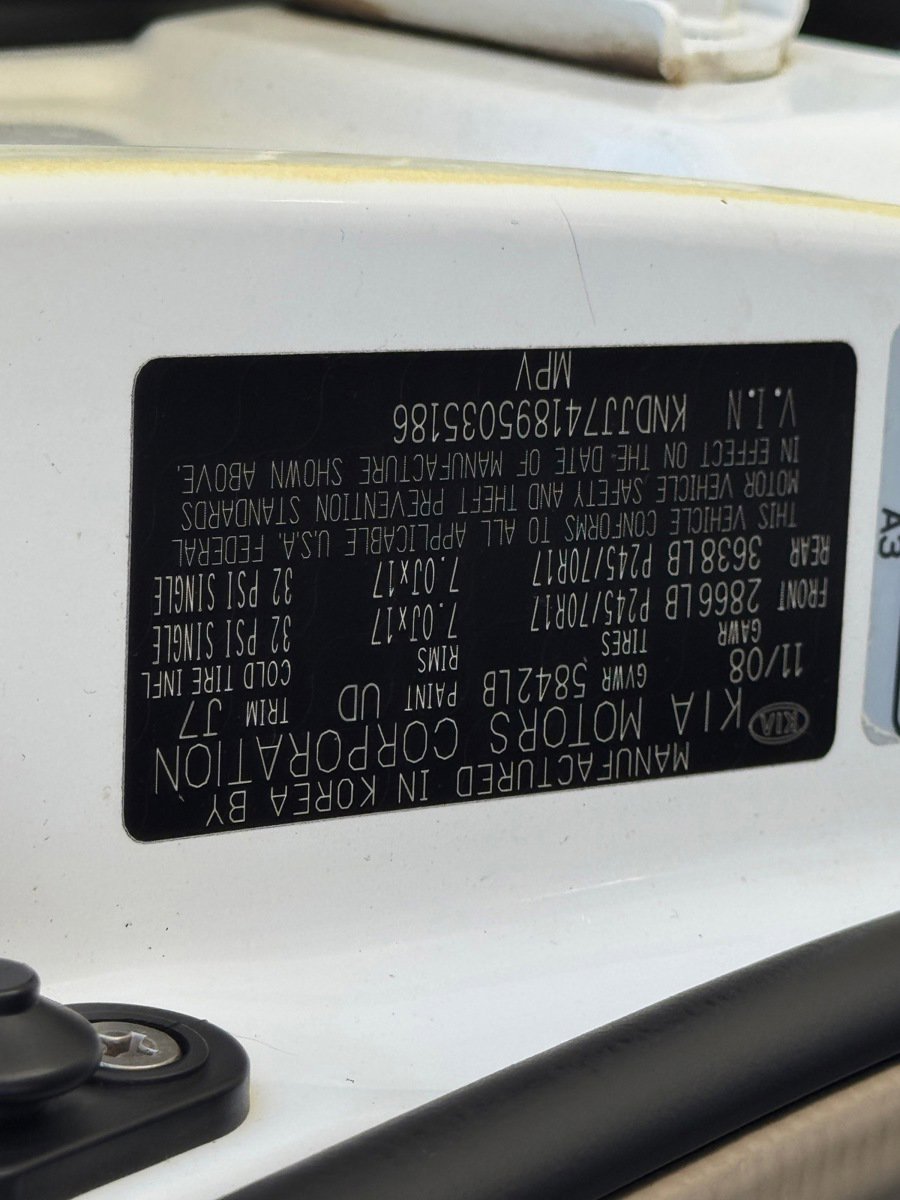 MANUFACTURED IN KOREA BY
KIA KIA MOTORS CORPORATION
11/08 GVWR 5842LB PAINT UD TRIM J7
GAWR TIRES RIMS COLD TIRE INFL
FRONT 2866LB P245/70R17 7.0Jx17 32 PSI SINGLE
REAR 3638LB P245/70R17 7.0Jx17 32 PSI SINGLE
THIS VEHICLE CONFORMS TO ALL APPLICABLE U.S.A. FEDERAL
MOTOR VEHICLE SAFETY AND THEFT PREVENTION STANDARDS
IN EFFECT ON THE DATE OF MANUFACTURE SHOWN ABOVE.
V.I.N KNDJJ741895035186
MPV
A3